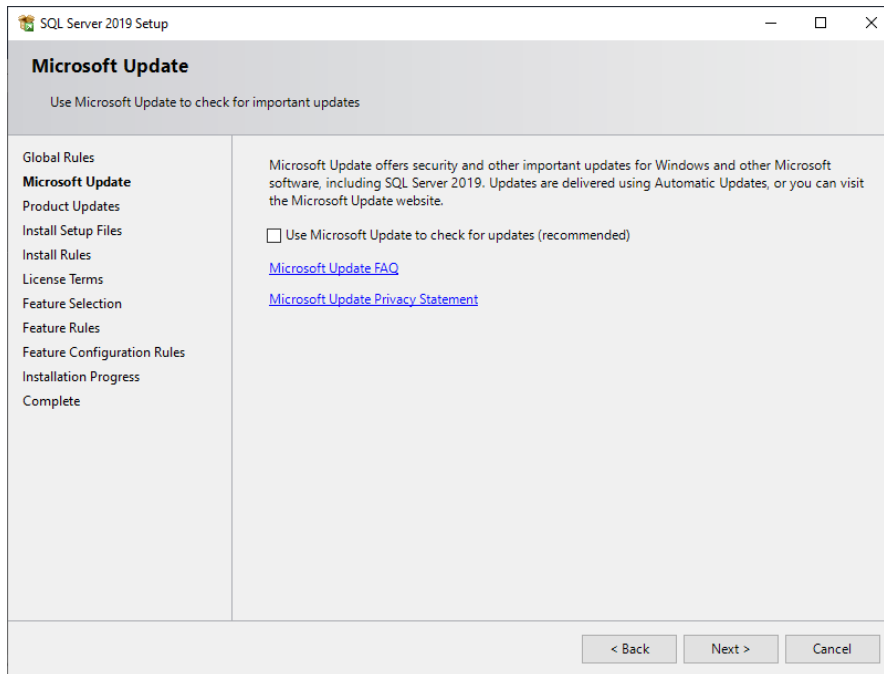 SQL Server 2019 Setup
Microsoft Update
Use Microsoft Update to check for important updates
Global Rules
Microsoft Update
Product Updates
Install Setup Files
Install Rules
License Terms
Feature Selection
Feature Rules
Feature Configuration Rules
Installation Progress
Complete
Microsoft Update offers security and other important updates for Windows and other Microsoft
software, including SQL Server 2019. Updates are delivered using Automatic Updates, or you can visit
the Microsoft Update website.
Use Microsoft Update to check for updates (recommended)
Microsoft Update FAQ
Microsoft Update Privacy Statement
< Back
Next >
Cancel